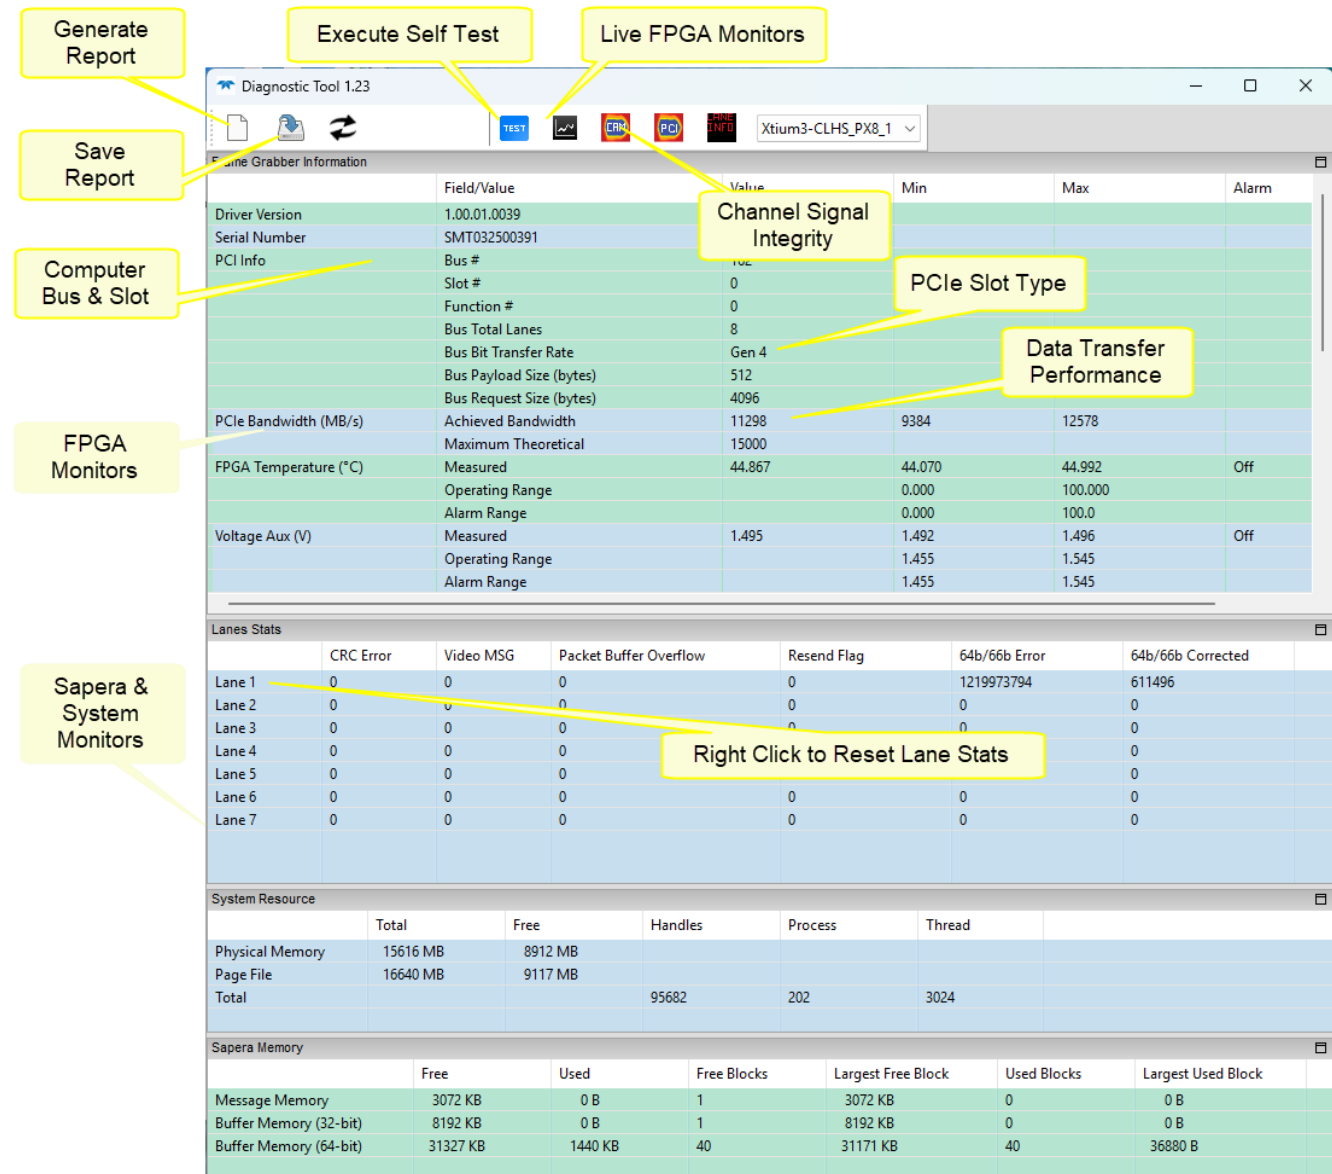 Generate
Report
Execute Self Test
Live FPGA Monitors
Diagnostic Tool 1.23
TEST
CAM
PCI
LANE
INFO
Xtium3-CLHS_PX8_1
Save
Report
Frame Grabber Information
Field/Value Value Min Max Alarm
Driver Version 1.00.01.0039
Serial Number SMT032500391
Channel Signal
Integrity
PCI Info Bus #
Computer
Bus & Slot
Slot # 0
PCIe Slot Type
Function # 0
Bus Total Lanes 8
Bus Bit Transfer Rate Gen 4
Data Transfer
Performance
Bus Payload Size (bytes) 512
Bus Request Size (bytes) 4096
PCIe Bandwidth (MB/s) Achieved Bandwidth 11298 9384 12578
Maximum Theoretical 15000
FPGA
Monitors
FPGA Temperature (°C) Measured 44.867 44.070 44.992 Off
Operating Range 0.000 100.000
Alarm Range 0.000 100.0
Voltage Aux (V) Measured 1.495 1.492 1.496 Off
Operating Range 1.455 1.545
Alarm Range 1.455 1.545
Lanes Stats
CRC Error Video MSG Packet Buffer Overflow Resend Flag 64b/66b Error 64b/66b Corrected
Lane 1 0 0 0 0 1219973794 611496
Lane 2 0 0 0 0 0 0
Lane 3 0 0 0 0 0 0
Lane 4 0 0 0 0
Lane 5 0 0 0 0
Lane 6 0 0 0 0 0 0
Lane 7 0 0 0 0 0 0
Right Click to Reset Lane Stats
Sapera &
System
Monitors
System Resource
Total Free Handles Process Thread
Physical Memory 15616 MB 8912 MB
Page File 16640 MB 9117 MB
Total 95682 202 3024
Sapera Memory
Free Used Free Blocks Largest Free Block Used Blocks Largest Used Block
Message Memory 3072 KB 0 B 1 3072 KB 0 0 B
Buffer Memory (32-bit) 8192 KB 0 B 1 8192 KB 0 0 B
Buffer Memory (64-bit) 31327 KB 1440 KB 40 31171 KB 40 36880 B